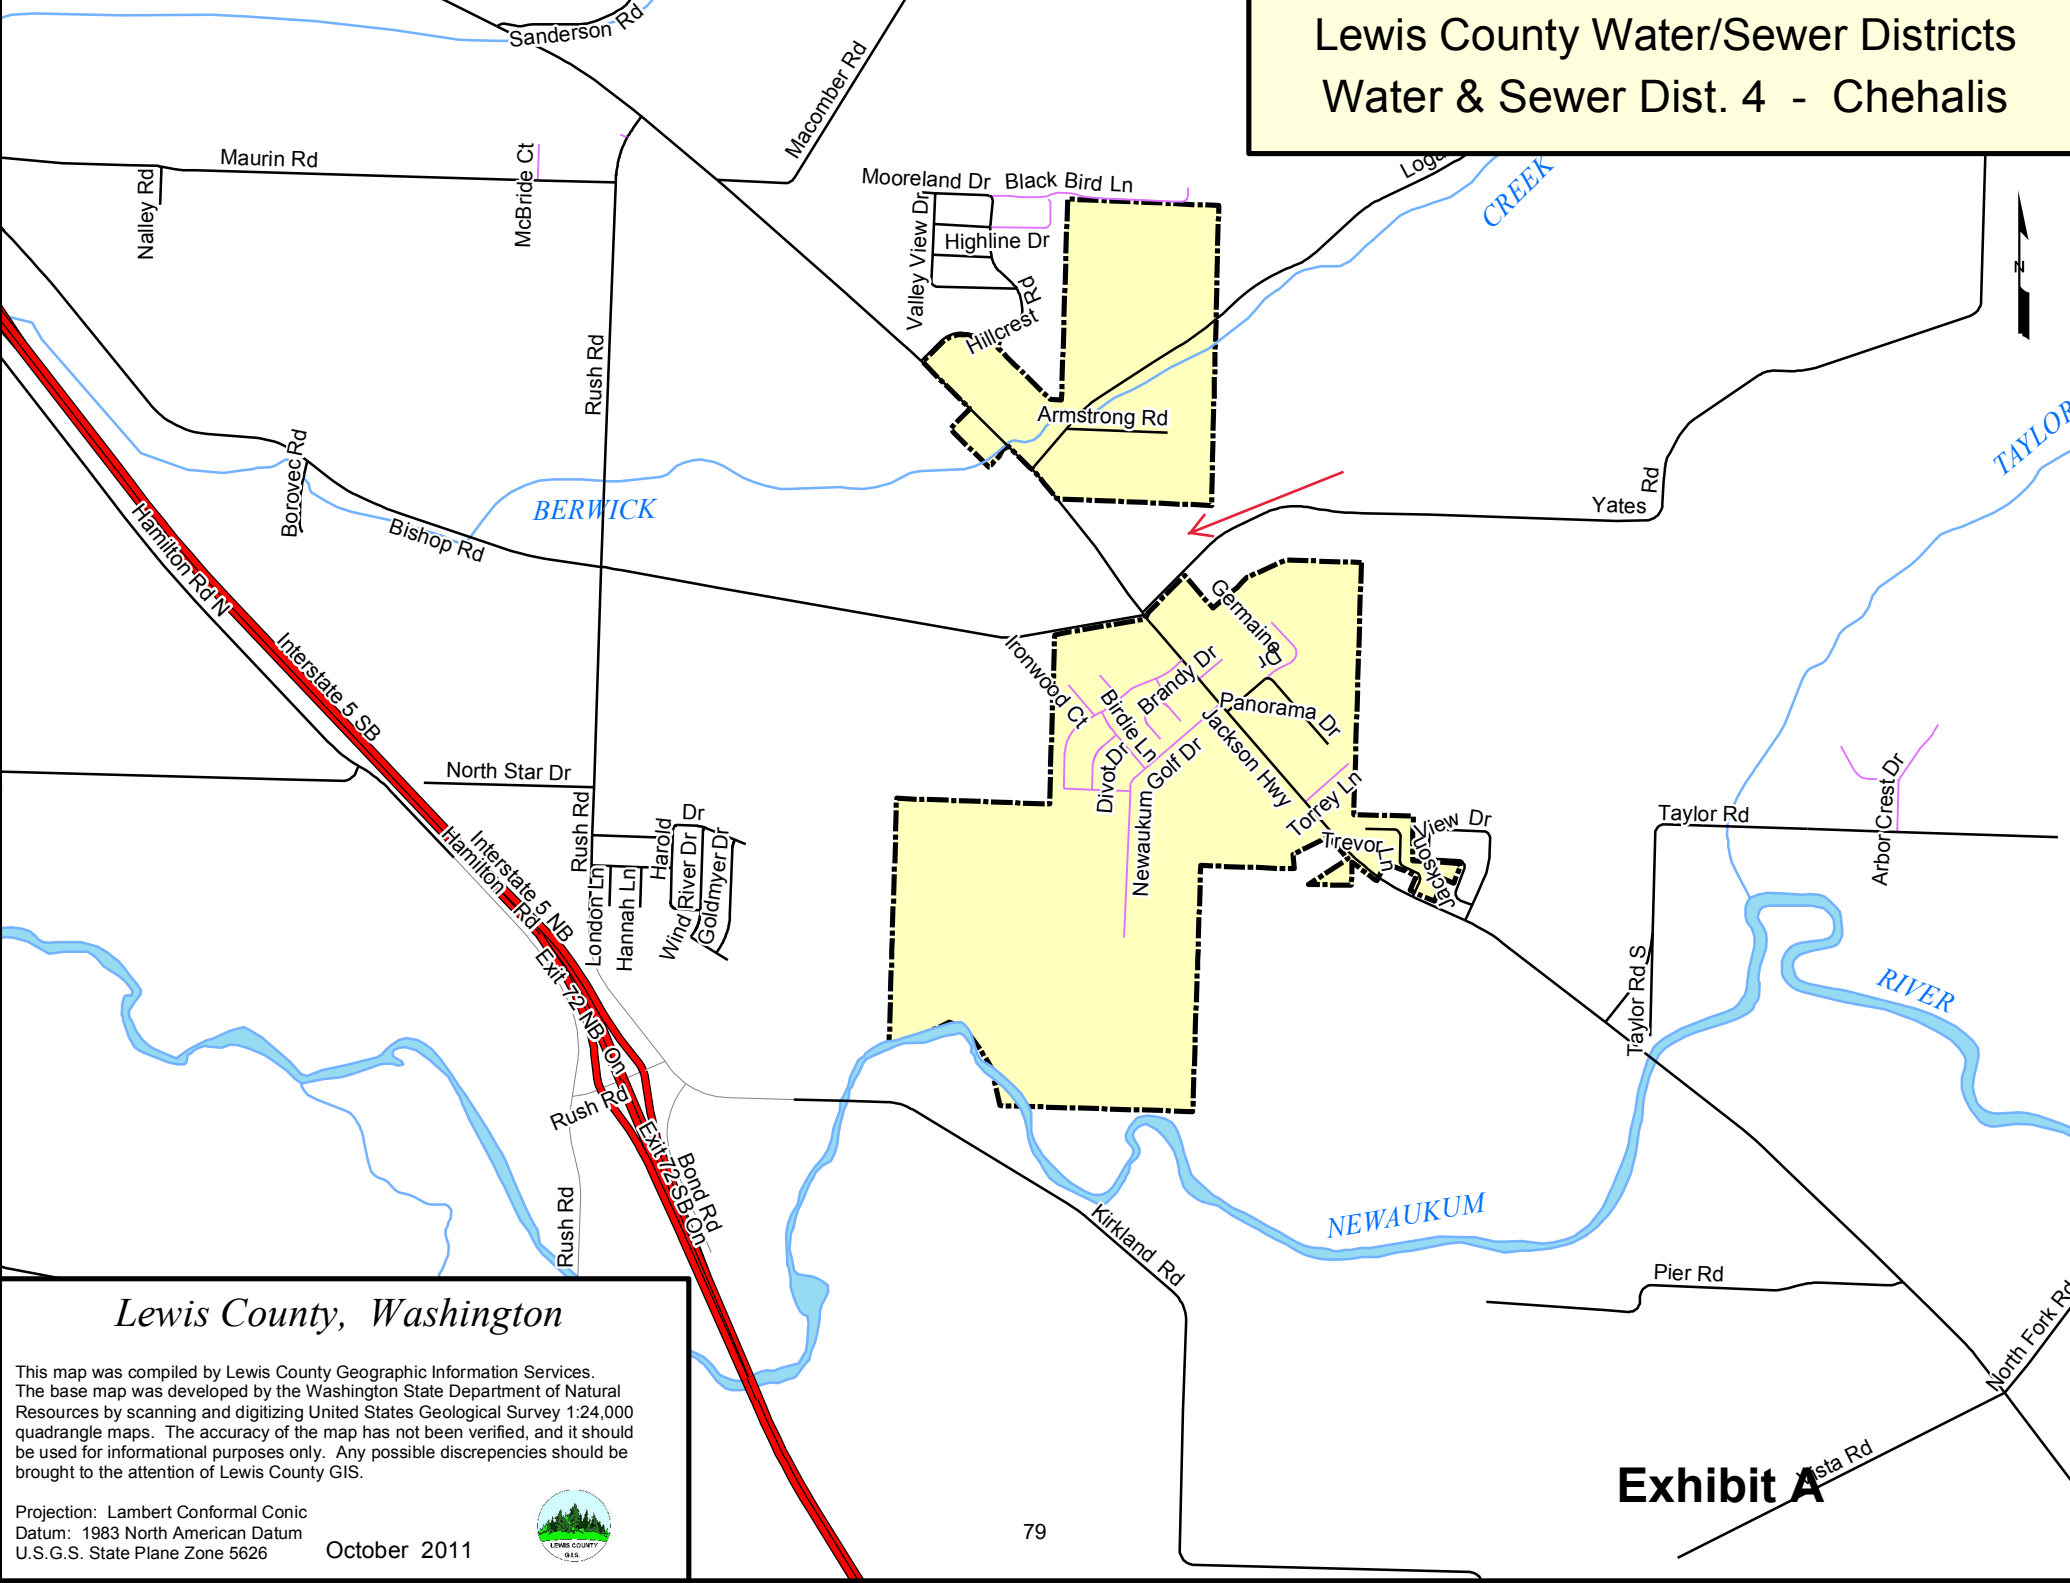 Lewis County Water/Sewer Districts
Water & Sewer Dist. 4 - Chehalis
Sanderson Rd
Macomber Rd
Maurin Rd
Nalley Rd
McBride Ct
Mooreland Dr
Black Bird Ln
Valley View Dr
Highline Dr
Hillcrest Rd
CREEK
N
Rush Rd
Armstrong Rd
Borovec Rd
BERWICK
Bishop Rd
Yates Rd
TAYLOR
Hamilton Rd N
Interstate 5 SB
Germaine Dr
Ironwood Ct
Birdie Ln
Brandy Dr
Panorama Dr
Jackson Hwy
Divot Dr
Golf Dr
Newaukum
Torrey Ln
Trevor Ln
Jackson View Dr
North Star Dr
Rush Rd
Harold Dr
London Ln
Hannah Ln
Wind River Dr
Goldmyer Dr
Taylor Rd
Arbor Crest Dr
Taylor Rd S
RIVER
Interstate 5 NB
Hamilton Rd
Exit 72 NB On
Rush Rd
Exit 72 SB On
Bond Rd
Rush Rd
Kirkland Rd
NEWAUKUM
Pier Rd
North Fork Rd
Vista Rd
Exhibit A
79
Lewis County, Washington
This map was compiled by Lewis County Geographic Information Services.
The base map was developed by the Washington State Department of Natural
Resources by scanning and digitizing United States Geological Survey 1:24,000
quadrangle maps. The accuracy of the map has not been verified, and it should
be used for informational purposes only. Any possible discrepencies should be
brought to the attention of Lewis County GIS.
Projection: Lambert Conformal Conic
Datum: 1983 North American Datum
U.S.G.S. State Plane Zone 5626
October 2011
LEWIS COUNTY
G.I.S.